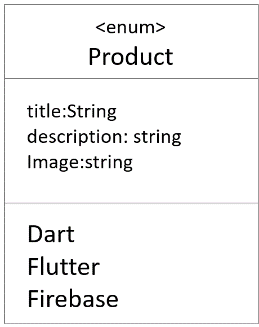 <enum>
Product
title:String
description: string
Image:string
Dart
Flutter
Firebase